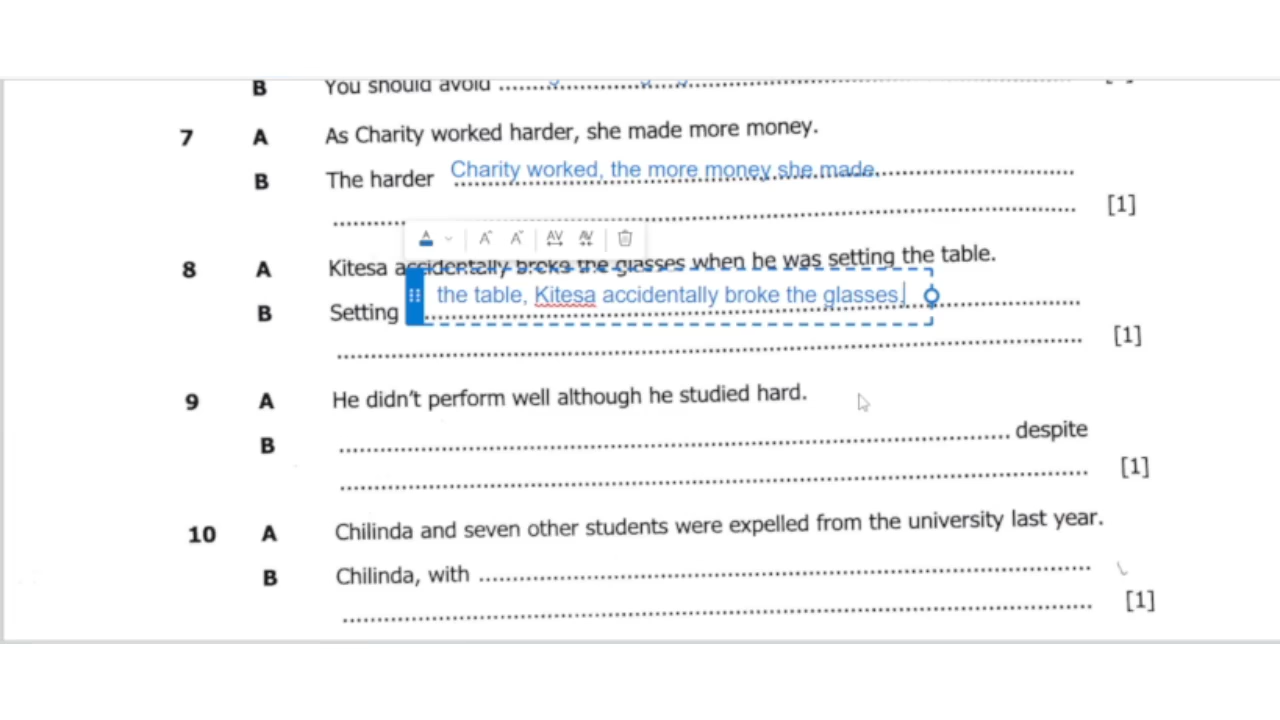 B You should avoid
7 A As Charity worked harder, she made more money.
B The harder Charity worked, the more money she made.
[1]
8 A Kitesa accidentally broke the glasses when he was setting the table.
B Setting the table, Kitesa accidentally broke the glasses.
[1]
9 A He didn't perform well although he studied hard.
B despite
[1]
10 A Chilinda and seven other students were expelled from the university last year.
B Chilinda, with
[1]